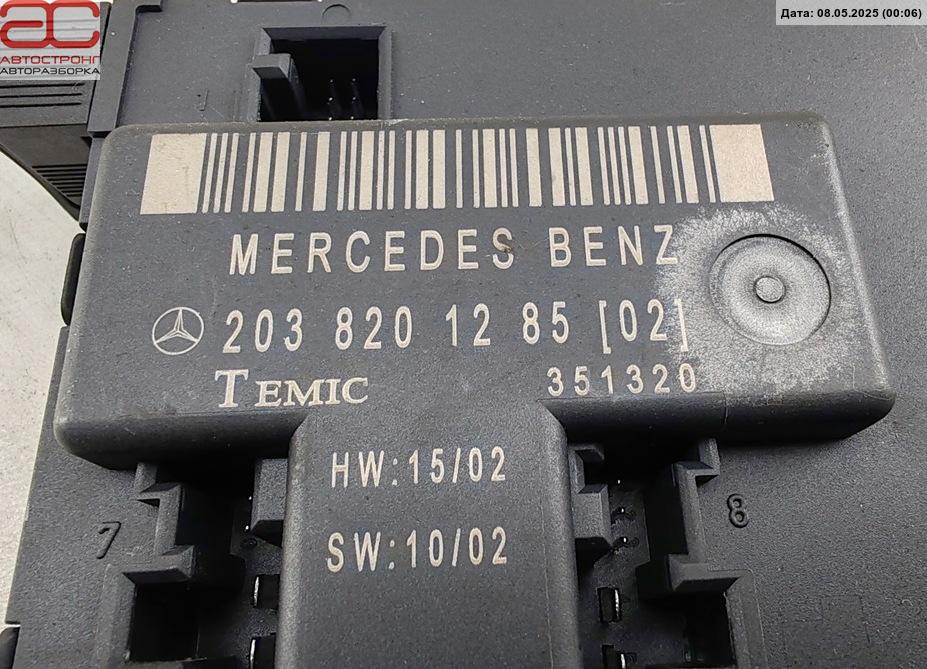 Дата: 08.05.2025 (00:06)
АС
АВТОСТРОНГ
АВТОРАЗБОРКА
1
MERCEDES BENZ
203 820 12 85 [02]
TEMIC 351320
HW:15/02
SW:10/02
7 8